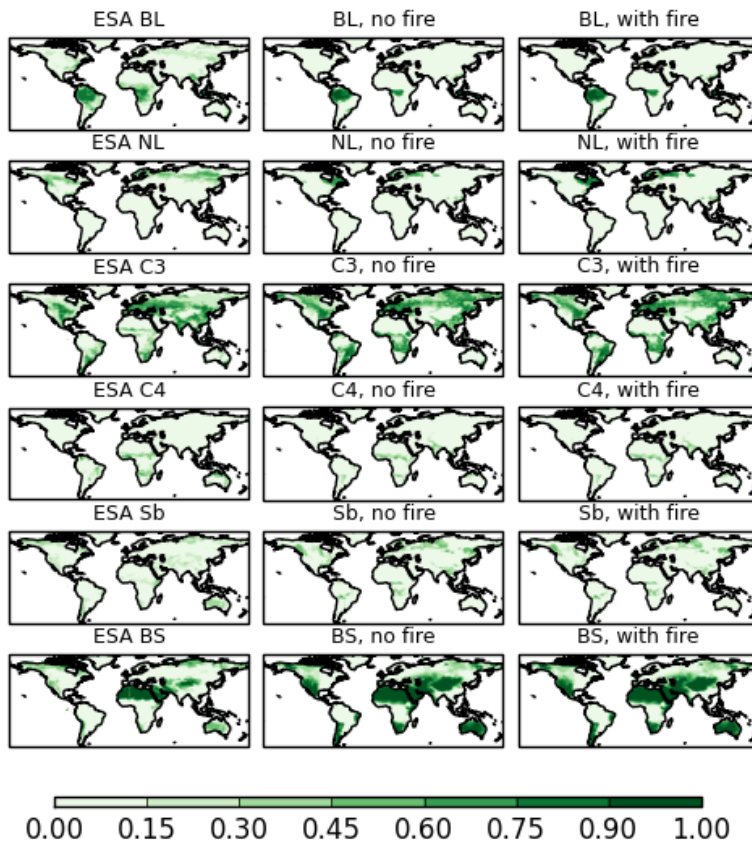 ESA BL BL, no fire BL, with fire
ESA NL NL, no fire NL, with fire
ESA C3 C3, no fire C3, with fire
ESA C4 C4, no fire C4, with fire
ESA Sb Sb, no fire Sb, with fire
ESA BS BS, no fire BS, with fire
0.00 0.15 0.30 0.45 0.60 0.75 0.90 1.00